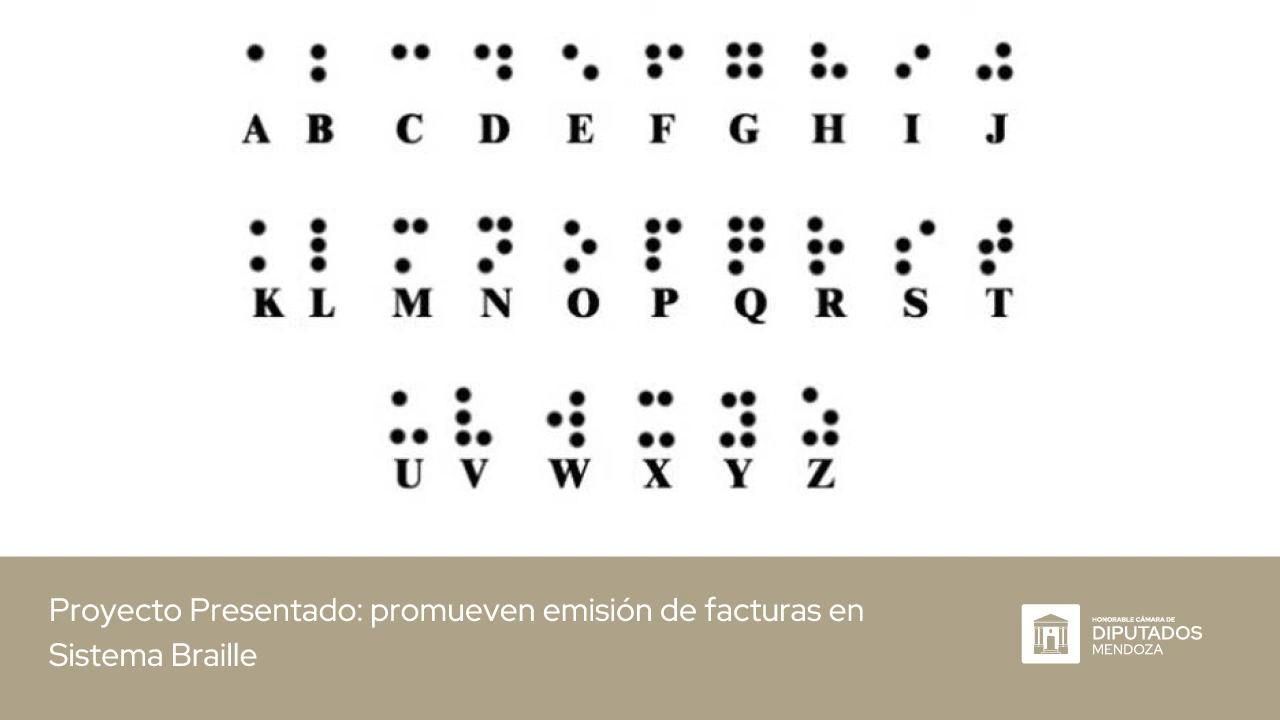 ⠁ ⠃ ⠉ ⠙ ⠑ ⠋ ⠛ ⠓ ⠊ ⠚
A B C D E F G H I J
⠅ ⠇ ⠍ ⠝ ⠕ ⠏ ⠟ ⠗ ⠎ ⠞
K L M N O P Q R S T
⠥ ⠧ ⠺ ⠭ ⠽ ⠵
U V W X Y Z
Proyecto Presentado: promueven emisión de facturas en
Sistema Braille
HONORABLE CÁMARA DE
DIPUTADOS
MENDOZA